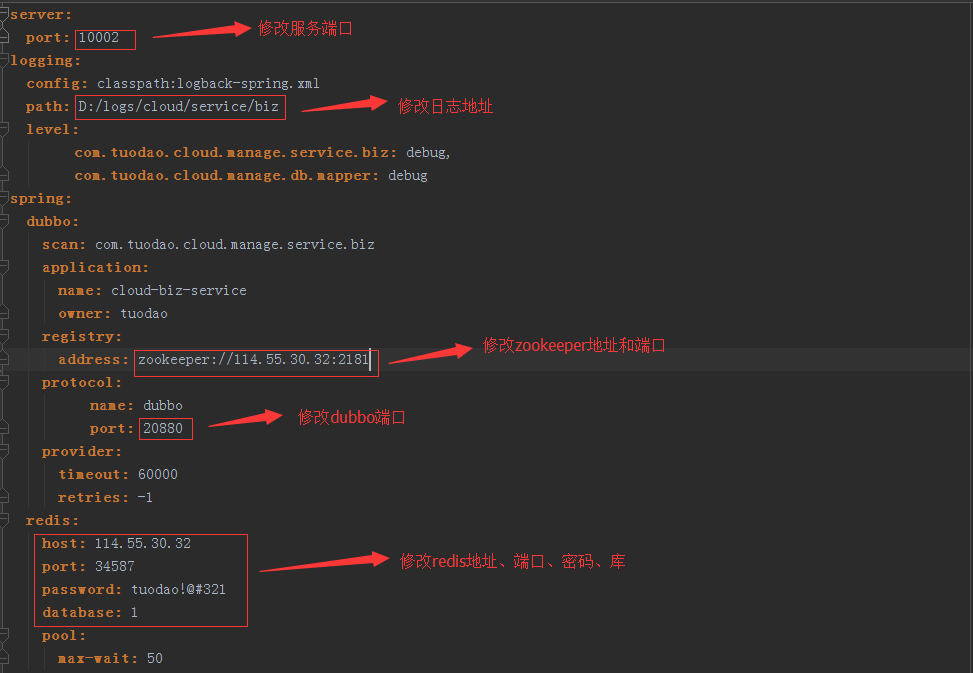 server:
port: 10002
修改服务端口
logging:
config: classpath:logback-spring.xml
path: D:/logs/cloud/service/biz
修改日志地址
level:
com.tuodao.cloud.manage.service.biz: debug,
com.tuodao.cloud.manage.db.mapper: debug
spring:
dubbo:
scan: com.tuodao.cloud.manage.service.biz
application:
name: cloud-biz-service
owner: tuodao
registry:
address: zookeeper://114.55.30.32:2181
修改zookeeper地址和端口
protocol:
name: dubbo
port: 20880
修改dubbo端口
provider:
timeout: 60000
retries: -1
redis:
host: 114.55.30.32
port: 34587
修改redis地址、端口、密码、库
password: tuodao!@#321
database: 1
pool:
max-wait: 50